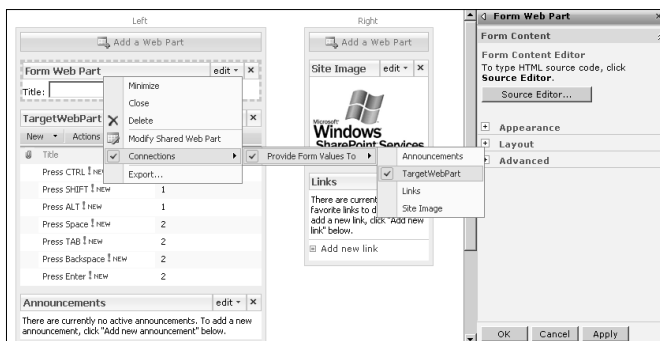 Left
Right
Add a Web Part
Add a Web Part
Form Web Part
edit
Title:
Minimize
Close
Delete
Modify Shared Web Part
Connections
Export...
Provide Form Values To
Announcements
TargetWebPart
Links
Site Image
TargetWebPart
New Actions
Title
Press CTRL ! NEW
Press SHIFT ! NEW 1
Press ALT ! NEW 1
Press Space ! NEW 2
Press TAB ! NEW 2
Press Backspace ! NEW 2
Press Enter ! NEW 2
Announcements
edit
There are currently no active announcements. To add a new
announcement, click "Add new announcement" below.
Site Image
edit
Microsoft
Windows
SharePoint Services
Links
There are current
favorite links to d
add a new link, click "Add new
link" below.
Add new link
Form Web Part
Form Content
Form Content Editor
To type HTML source code, click
Source Editor.
Source Editor...
Appearance
Layout
Advanced
OK Cancel Apply